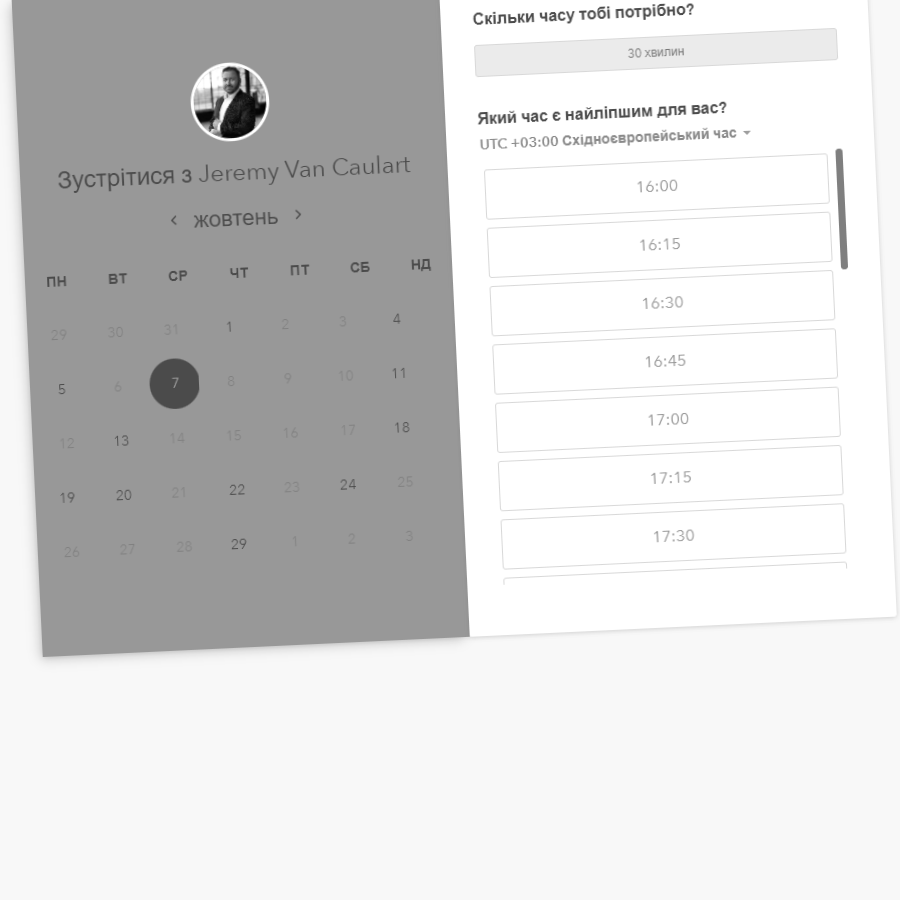 Зустрітися з Jeremy Van Caulart
‹ жовтень ›
ПН ВТ СР ЧТ ПТ СБ НД
29 30 31 1 2 3 4
5 6 7 8 9 10 11
12 13 14 15 16 17 18
19 20 21 22 23 24 25
26 27 28 29 1 2 3
Скільки часу тобі потрібно?
30 хвилин
Який час є найліпшим для вас?
UTC +03:00 Східноєвропейський час
16:00
16:15
16:30
16:45
17:00
17:15
17:30